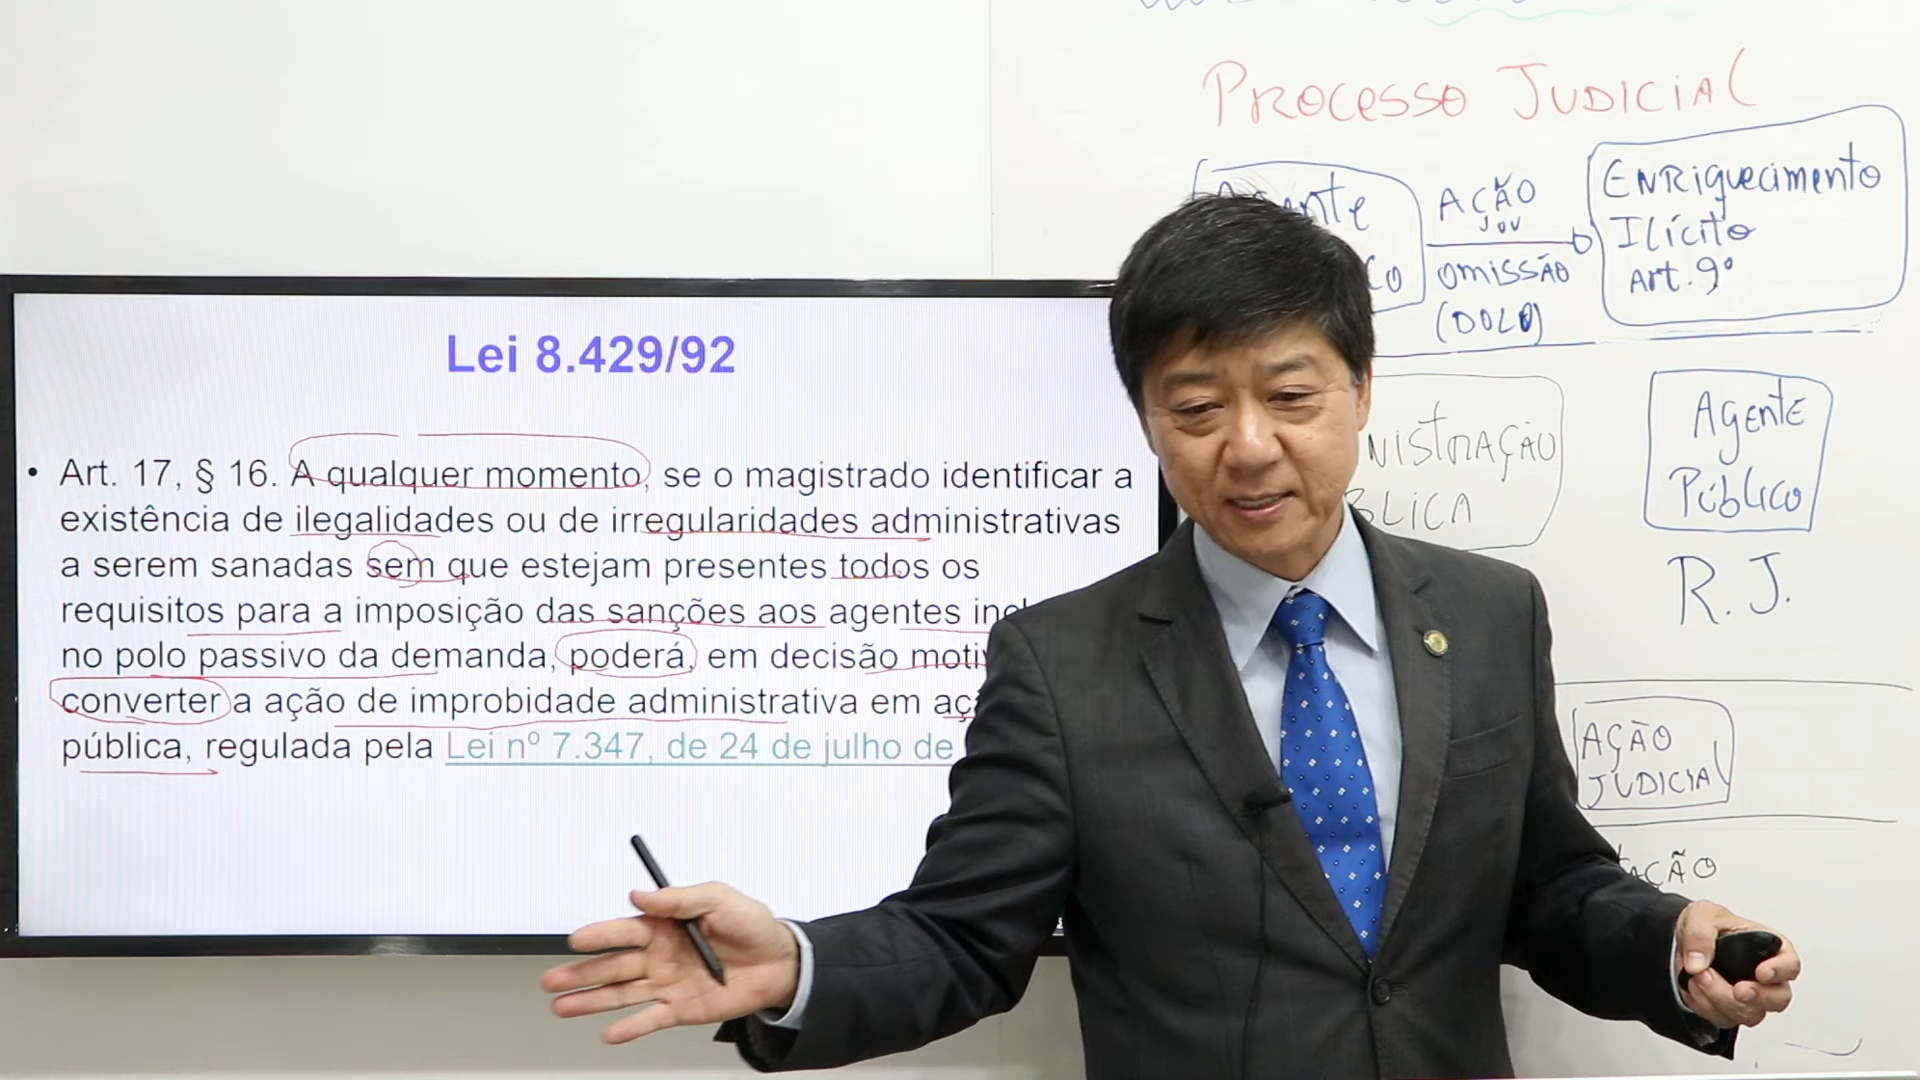 Lei 8.429/92
• Art. 17, § 16. A qualquer momento, se o magistrado identificar a
existência de ilegalidades ou de irregularidades administrativas
a serem sanadas sem que estejam presentes todos os
requisitos para a imposição das sanções aos agentes
no polo passivo da demanda, poderá, em decisão
converter a ação de improbidade administrativa em
pública, regulada pela Lei nº 7.347, de 24 de julho de
PROCESSO JUDICIAL
AÇÃO
OU
OMISSÃO
(DOLO)
ENRIQUECIMENTO
ILÍCITO
Art. 9º
AGENTE
PÚBLICO
R.J.
AÇÃO
JUDICIAL